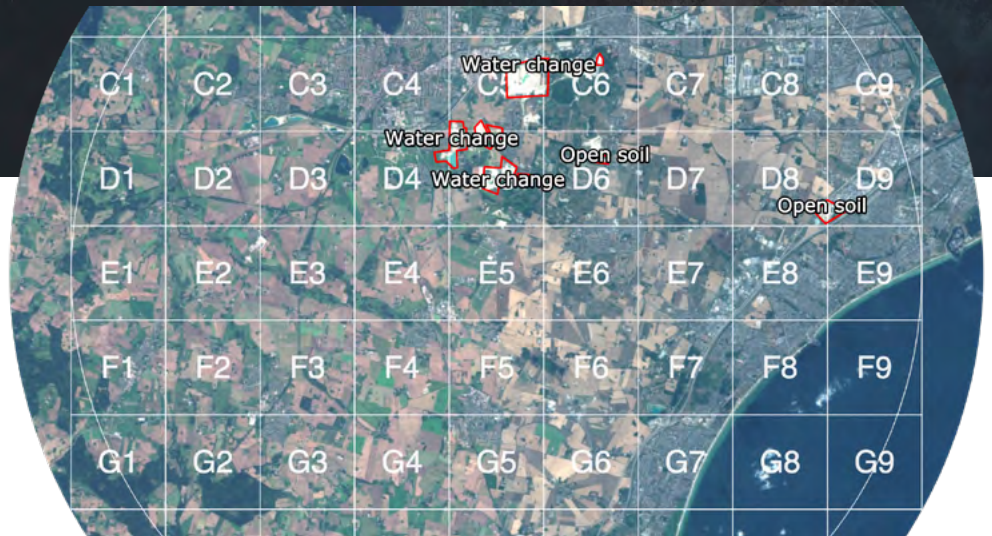 Water change
C1 C2 C3 C4 C5 C6 C7 C8 C9
Water change
Open soil
D1 D2 D3 D4 Water change D6 D7 D8 D9
Open soil
E1 E2 E3 E4 E5 E6 E7 E8 E9
F1 F2 F3 F4 F5 F6 F7 F8 F9
G1 G2 G3 G4 G5 G6 G7 G8 G9